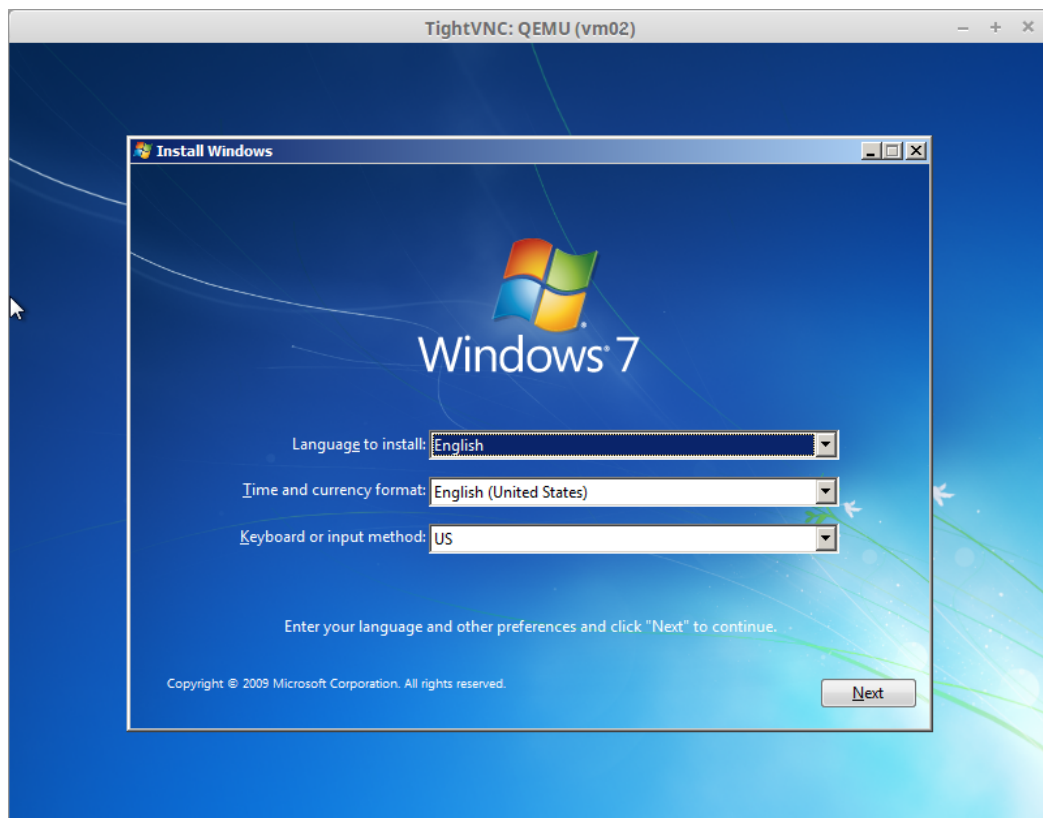 TightVNC: QEMU (vm02)
Install Windows
Windows® 7
Language to install: English
Time and currency format: English (United States)
Keyboard or input method: US
Enter your language and other preferences and click "Next" to continue.
Copyright © 2009 Microsoft Corporation. All rights reserved.
Next